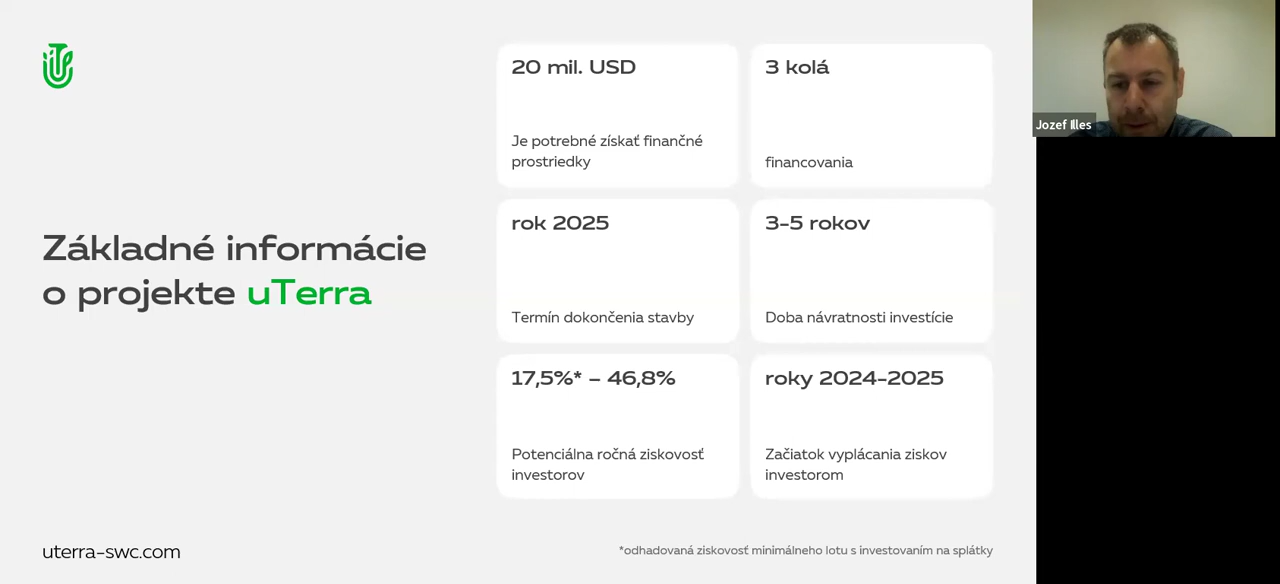 Základné informácie
o projekte uTerra
20 mil. USD
Je potrebné získať finančné
prostriedky
3 kolá
financovania
rok 2025
Termín dokončenia stavby
3-5 rokov
Doba návratnosti investície
17,5%* – 46,8%
Potenciálna ročná ziskovosť
investorov
roky 2024-2025
Začiatok vyplácania ziskov
investorom
uterra-swc.com
*odhadovaná ziskovosť minimálneho lotu s investovaním na splátky
Jozef Illes